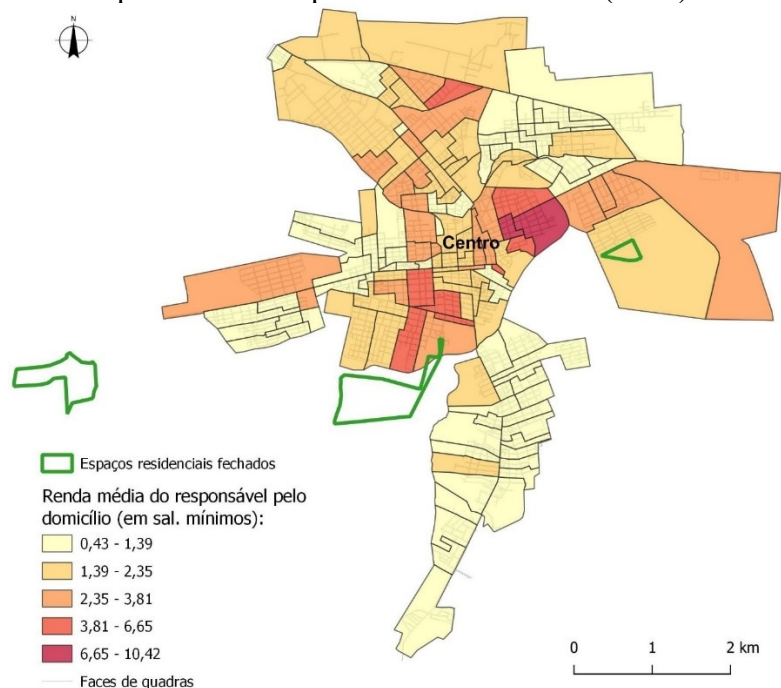 N
Centro
Espaços residenciais fechados
Renda média do responsável pelo
domicílio (em sal. mínimos):
0,43 - 1,39
1,39 - 2,35
2,35 - 3,81
3,81 - 6,65
6,65 - 10,42
Faces de quadras
0 1 2 km